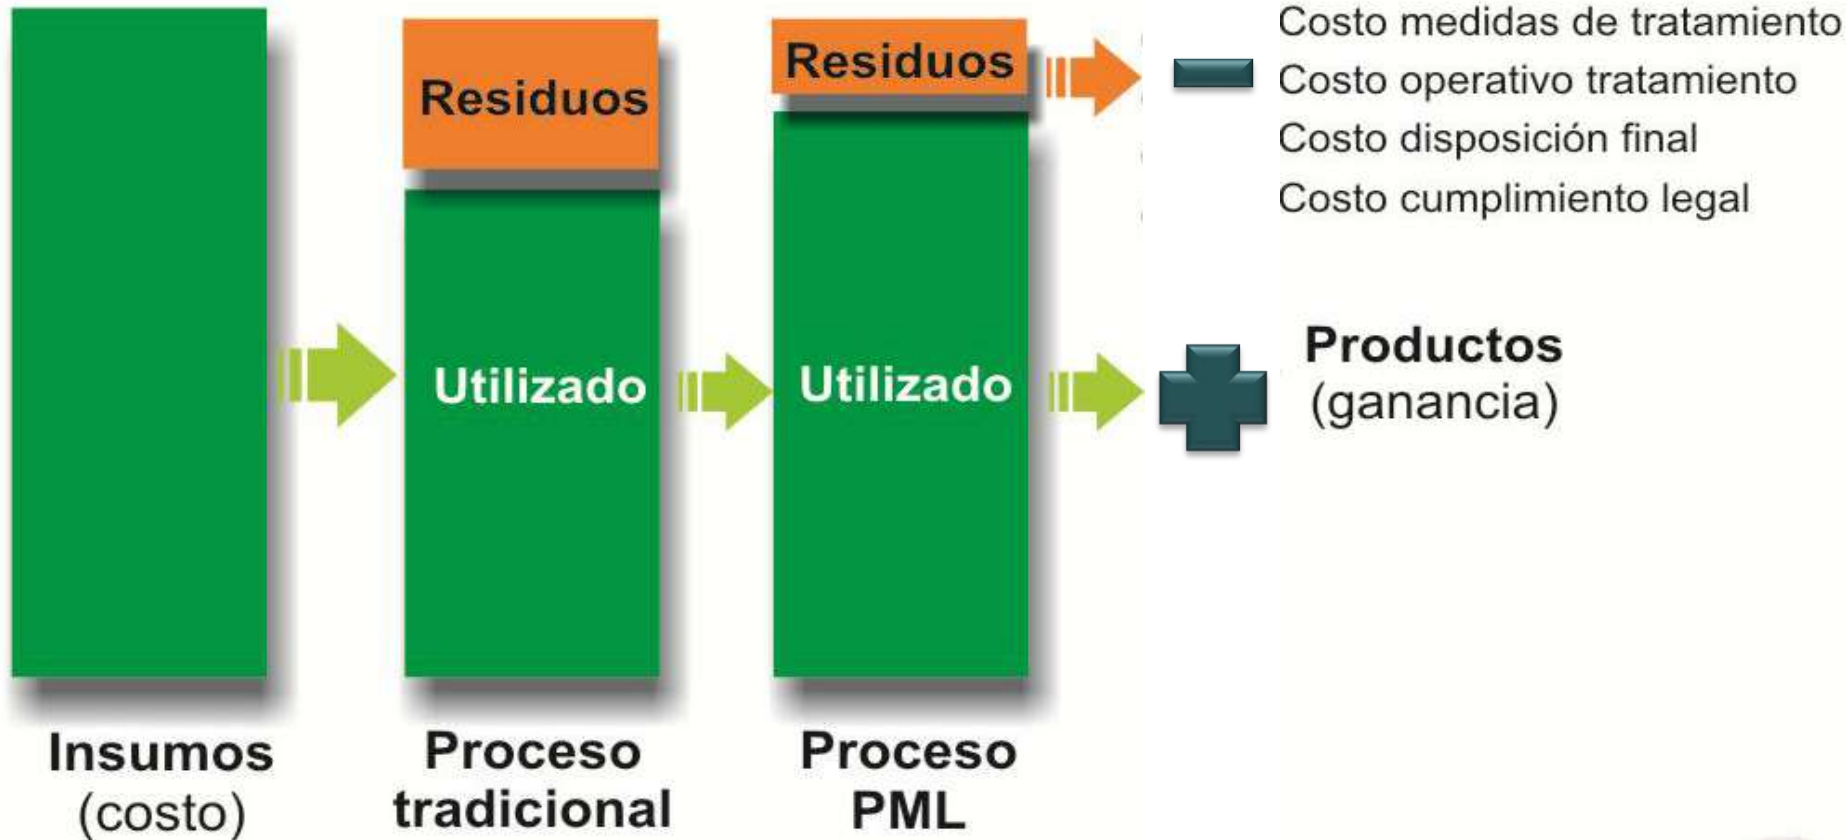 Residuos
Utilizado
Residuos
Utilizado
Costo medidas de tratamiento
Costo operativo tratamiento
Costo disposición final
Costo cumplimiento legal
Productos
(ganancia)
Insumos
(costo)
Proceso
tradicional
Proceso
PML